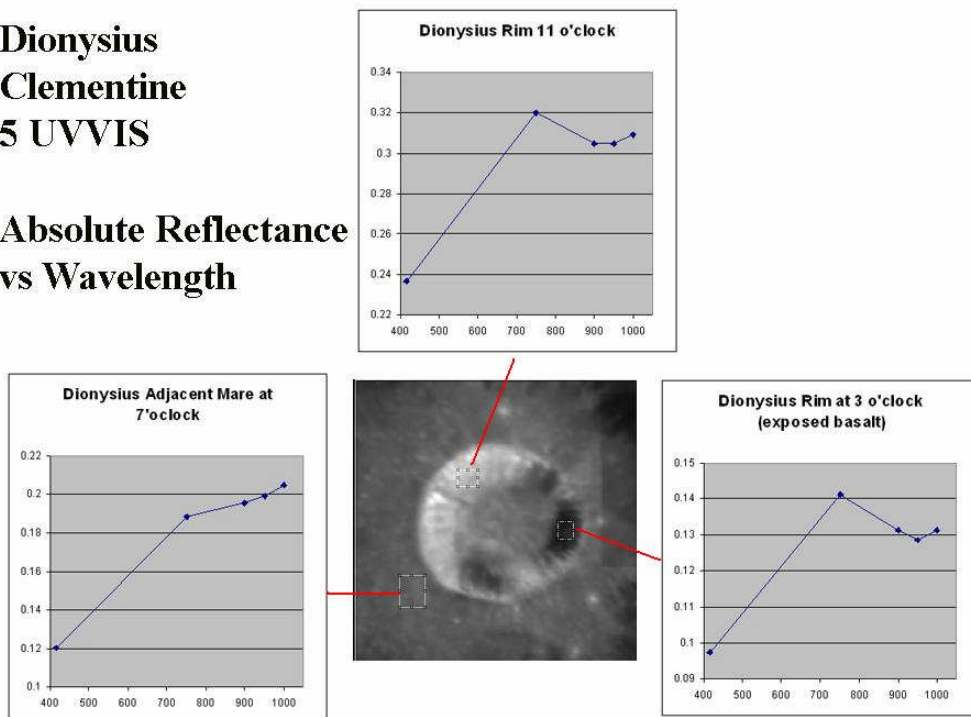 Dionysius
Clementine
5 UVVIS
Absolute Reflectance
vs Wavelength
Dionysius Rim 11 o'clock
0.34
0.32
0.3
0.28
0.26
0.24
0.22
400 500 600 700 800 900 1000
Dionysius Adjacent Mare at
7'oclock
0.22
0.2
0.18
0.16
0.14
0.12
0.1
400 500 600 700 800 900 1000
Dionysius Rim at 3 o'clock
(exposed basalt)
0.15
0.14
0.13
0.12
0.11
0.1
0.09
400 500 600 700 800 900 1000